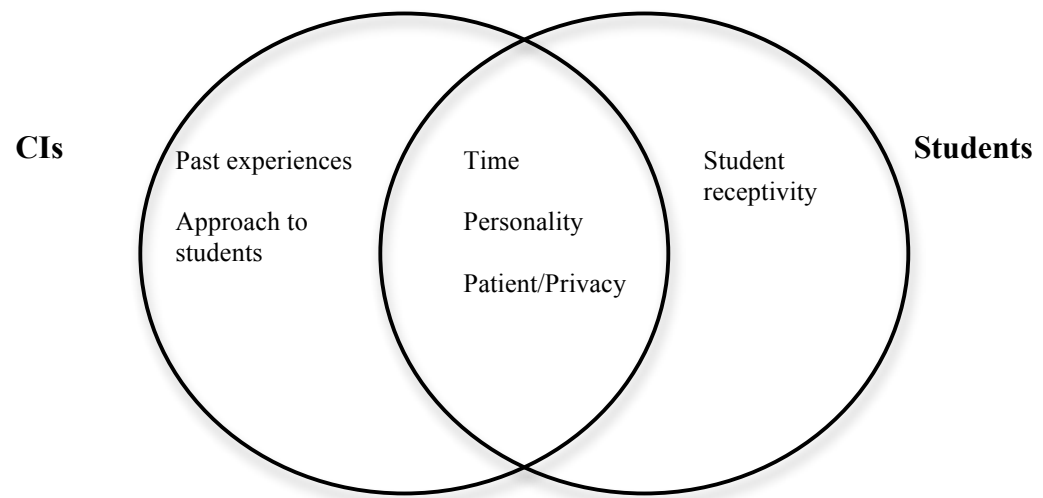 CIs
Past experiences
Approach to
students
Time
Personality
Patient/Privacy
Student
receptivity
Students